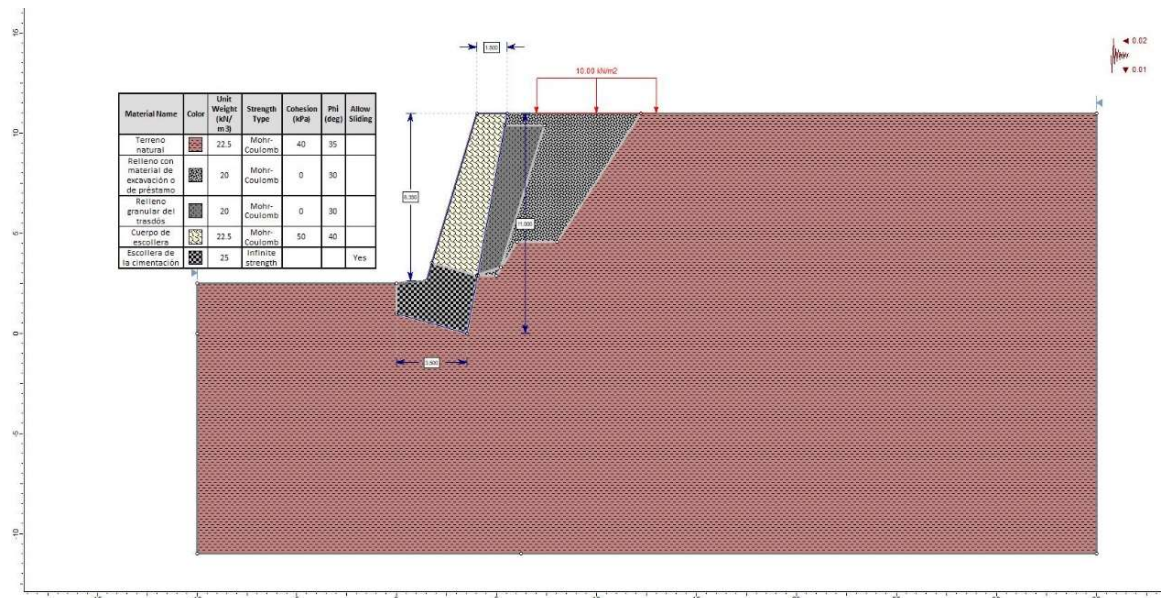 1.500
0.02
0.01
10.00 kN/m2
Material Name Color Unit Weight (kN/m3) Strength Type Cohesion (kPa) Phi (deg) Allow Sliding
Terreno natural 22.5 Mohr-Coulomb 40 35
Relleno con material de excavación o de préstamo 20 Mohr-Coulomb 0 30
Relleno granular del trasdós 20 Mohr-Coulomb 0 30
Cuerpo de escollera 22.5 Mohr-Coulomb 50 40
Escollera de la cimentación 25 Infinite strength Yes
11.000
15
10
5
0
-5
-10